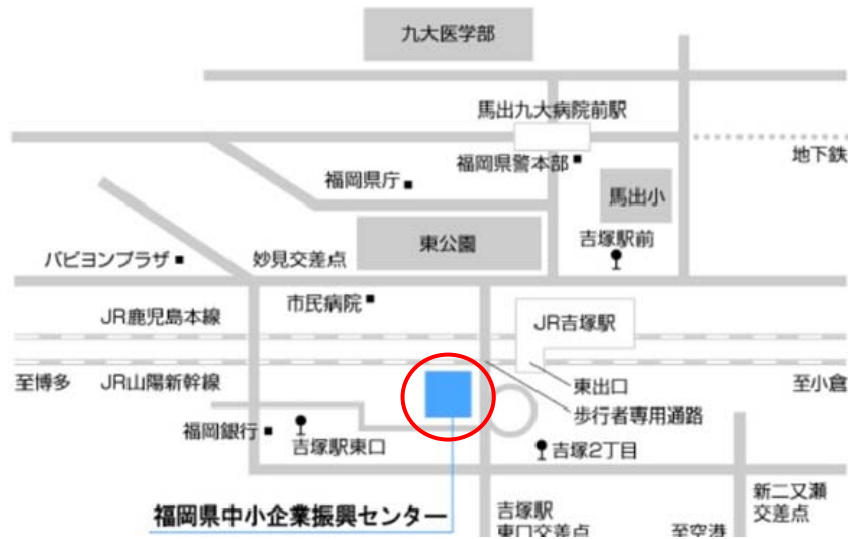 九大医学部
馬出九大病院前駅
地下鉄
福岡県警本部
福岡県庁
馬出小
東公園
吉塚駅前
パピヨンプラザ
妙見交差点
市民病院
JR鹿児島本線
JR吉塚駅
至博多
JR山陽新幹線
東出口
至小倉
歩行者専用通路
福岡銀行
吉塚駅東口
吉塚2丁目
福岡県中小企業振興センター
吉塚駅
東口交差点
至空港
新二又瀬
交差点